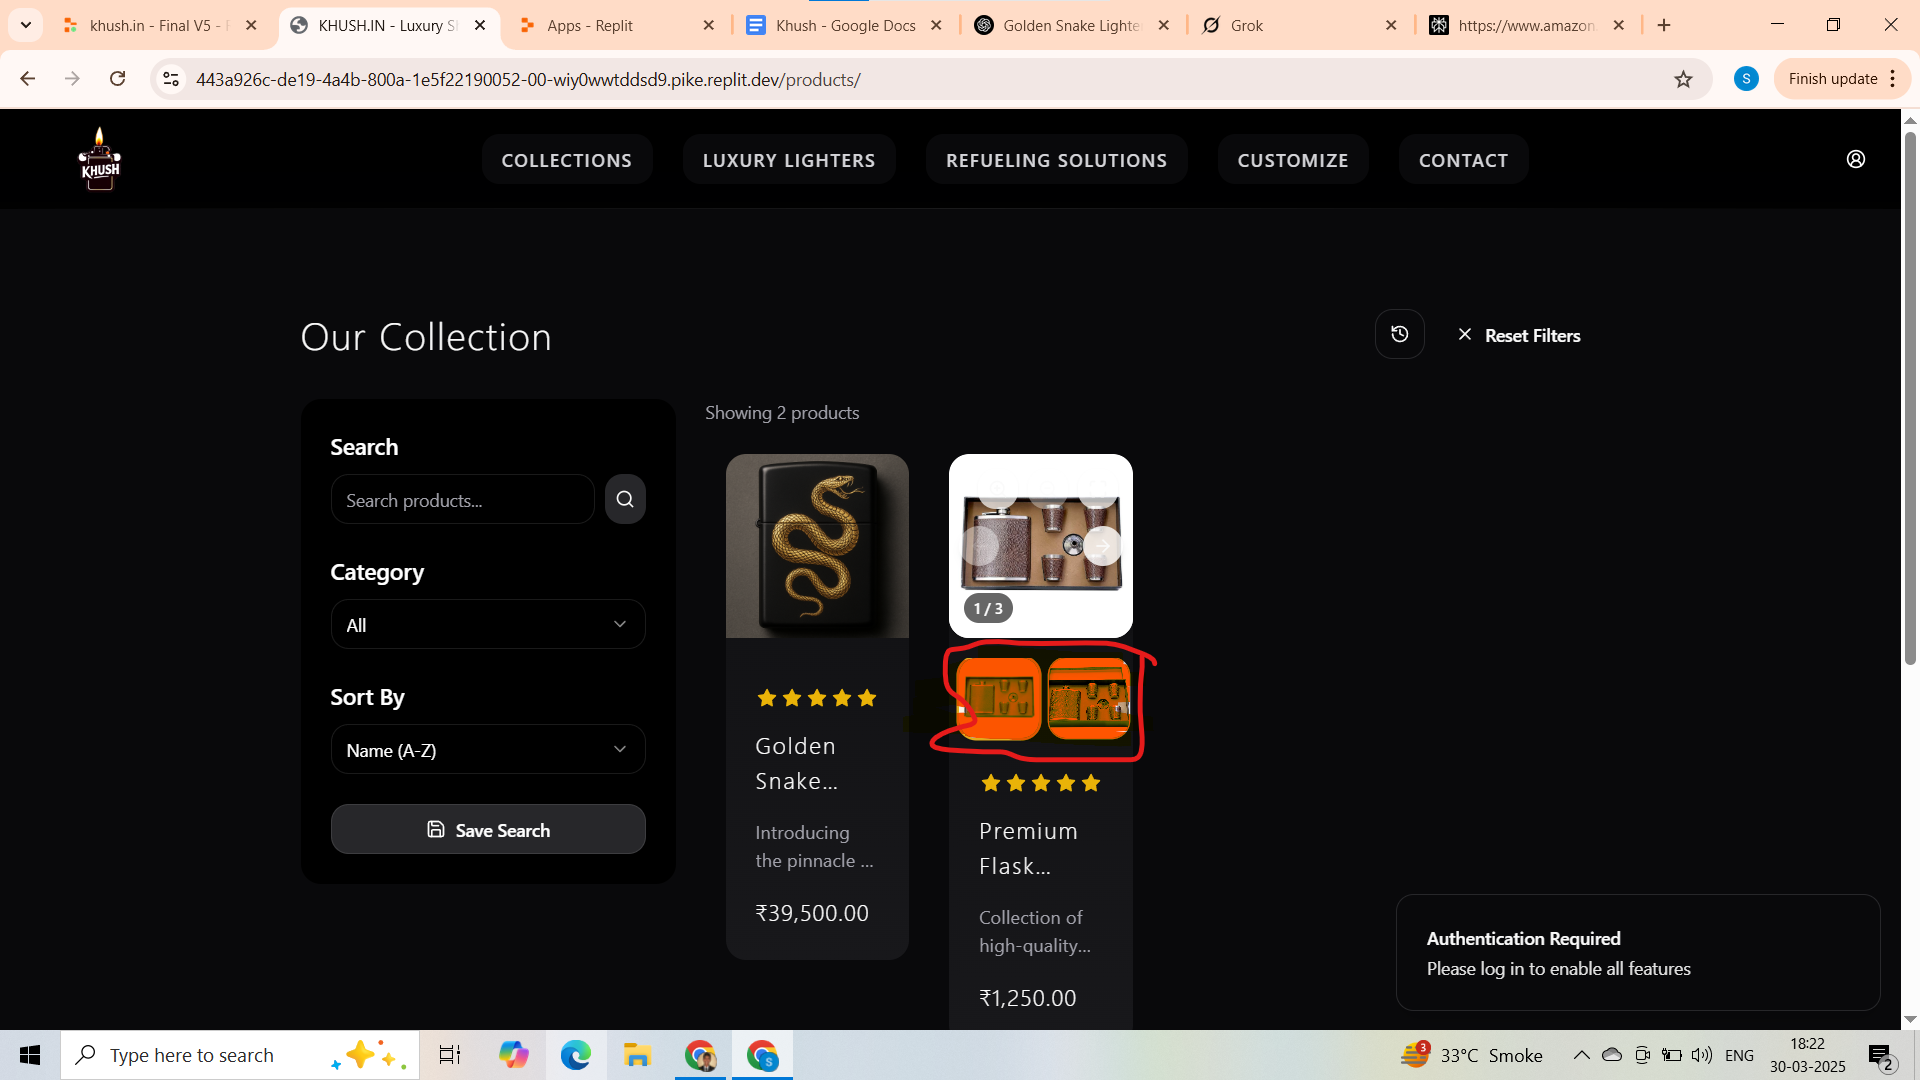 khush.in - Final V5 - R
KHUSH.IN - Luxury S
Apps - Replit
Khush - Google Docs
Golden Snake Lighte
Grok
https://www.amazon.
443a926c-de19-4a4b-800a-1e5f22190052-00-wiy0wwtddsd9.pike.replit.dev/products/
S
Finish update
KHUSH
COLLECTIONS
LUXURY LIGHTERS
REFUELING SOLUTIONS
CUSTOMIZE
CONTACT
Our Collection
Reset Filters
Search
Search products...
Category
All
Sort By
Name (A-Z)
Save Search
Showing 2 products
Golden
Snake...
Introducing
the pinnacle ...
₹39,500.00
1 / 3
Premium
Flask...
Collection of
high-quality...
₹1,250.00
Authentication Required
Please log in to enable all features
Type here to search
S
3
33°C Smoke
ENG
18:22
30-03-2025
2